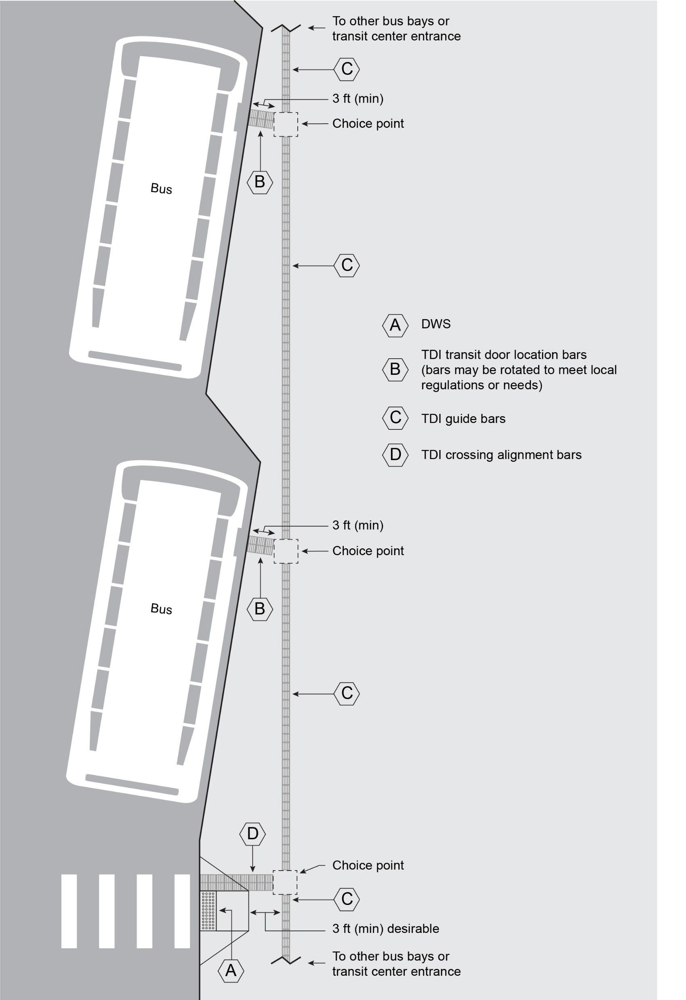 To other bus bays or
transit center entrance
C
3 ft (min)
Choice point
B
Bus
C
A DWS
TDI transit door location bars
B (bars may be rotated to meet local
regulations or needs)
C TDI guide bars
D TDI crossing alignment bars
3 ft (min)
Choice point
B
Bus
C
D
Choice point
C
3 ft (min) desirable
To other bus bays or
transit center entrance
A